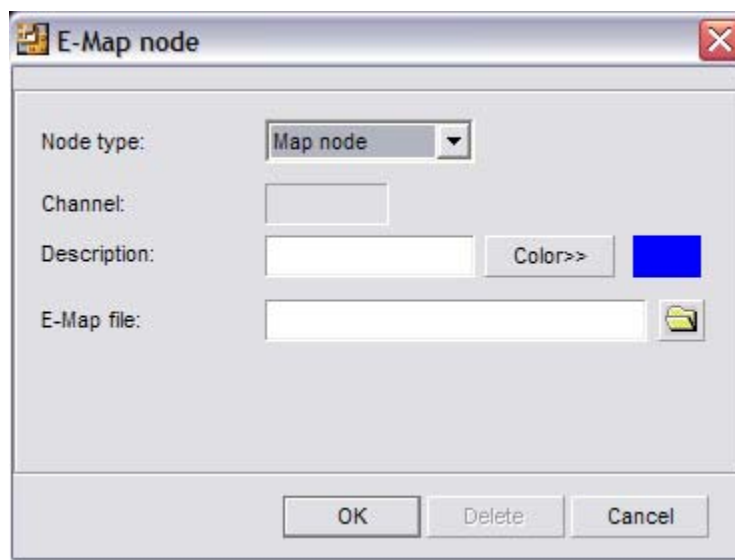 E-Map node
Node type: Map node
Channel:
Description: Color>>
E-Map file:
OK Delete Cancel